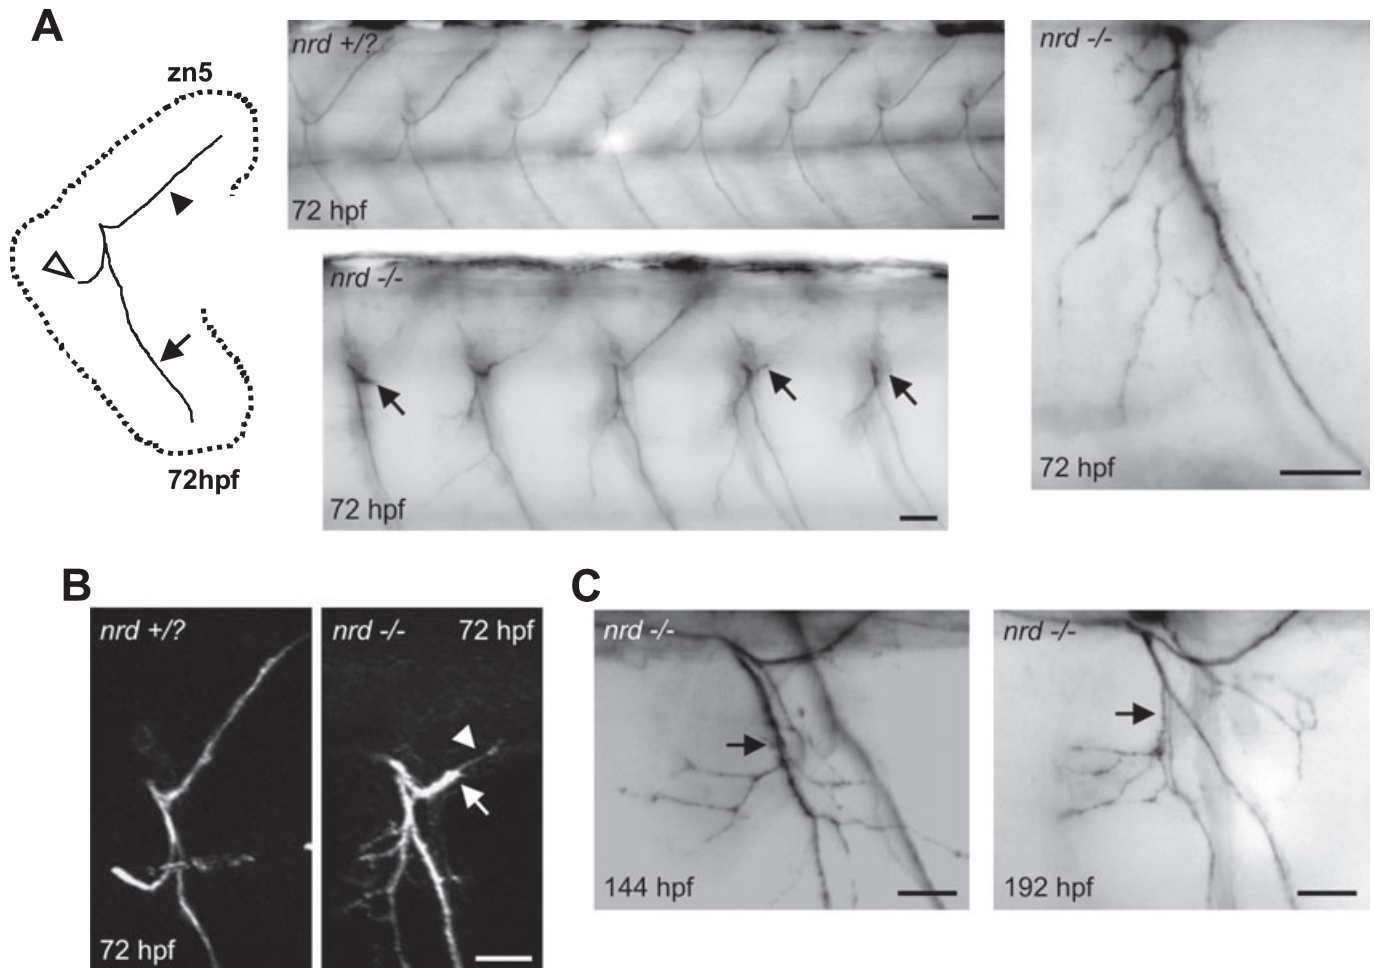 A
zn5
72hpf
nrd +/?
72 hpf
nrd -/-
72 hpf
nrd -/-
72 hpf
B
nrd +/?
72 hpf
nrd -/-
72 hpf
C
nrd -/-
144 hpf
nrd -/-
192 hpf